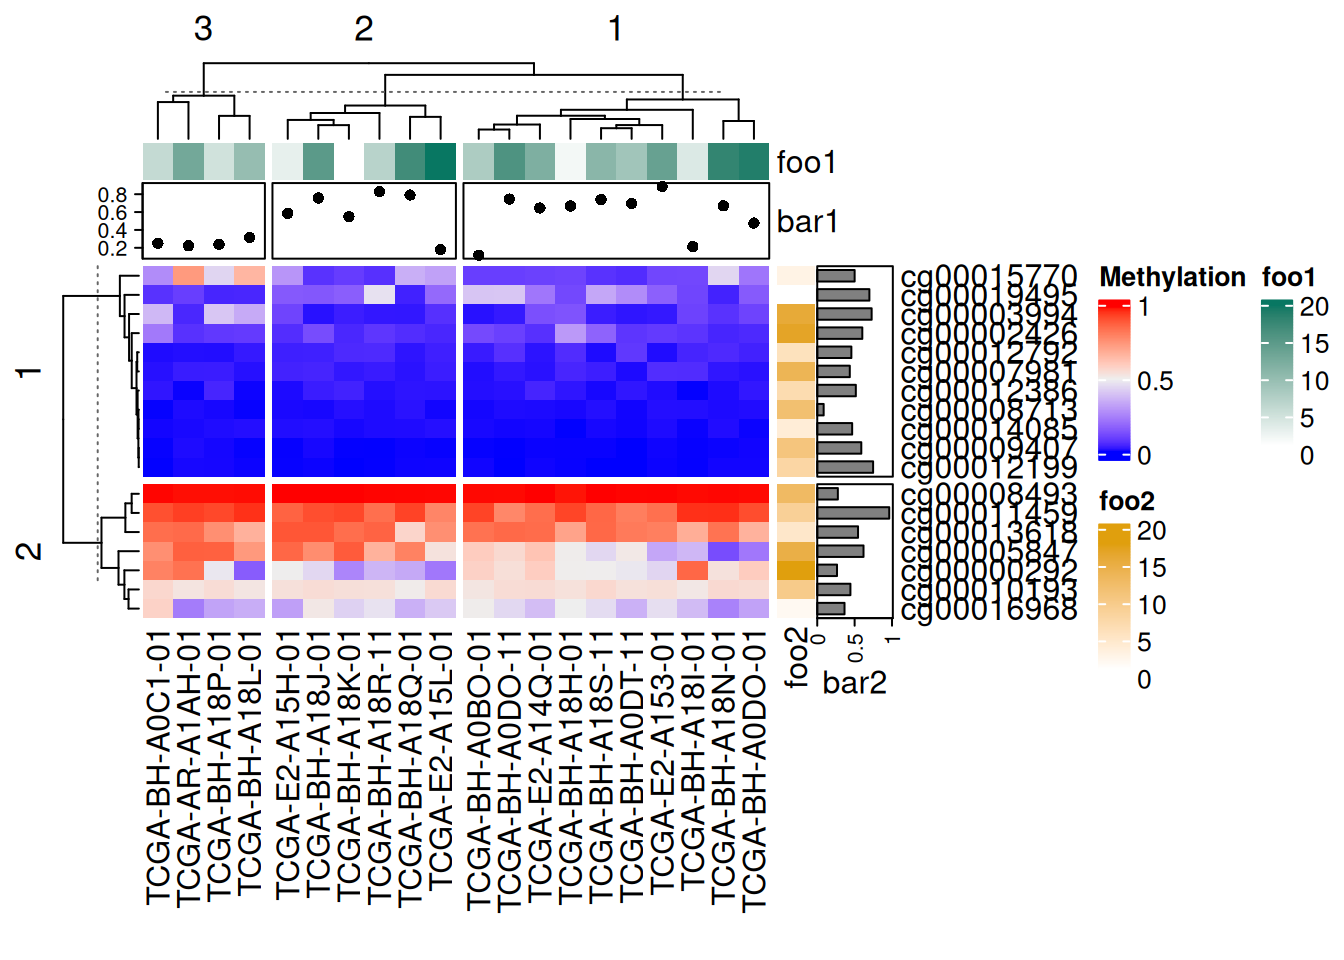 3
2
1
foo1
0.8
0.6
0.4
0.2
bar1
1
2
cg00015770
cg00019495
cg00003994
cg00002426
cg00012792
cg00007981
cg00012386
cg00008713
cg00014085
cg00009407
cg00012199
cg00008493
cg00011459
cg00013618
cg00005847
cg00000292
cg00010193
cg00016968
foo2
0
0.5
1
bar2
TCGA-BH-A0C1-01
TCGA-AR-A1AH-01
TCGA-BH-A18P-01
TCGA-BH-A18L-01
TCGA-E2-A15H-01
TCGA-BH-A18J-01
TCGA-BH-A18K-01
TCGA-BH-A18R-11
TCGA-BH-A18Q-01
TCGA-E2-A15L-01
TCGA-BH-A0BO-01
TCGA-BH-A0DO-11
TCGA-E2-A14Q-01
TCGA-BH-A18H-01
TCGA-BH-A18S-11
TCGA-BH-A0DT-11
TCGA-E2-A153-01
TCGA-BH-A18I-01
TCGA-BH-A18N-01
TCGA-BH-A0DO-01
Methylation
1
0.5
0
foo1
20
15
10
5
0
foo2
20
15
10
5
0